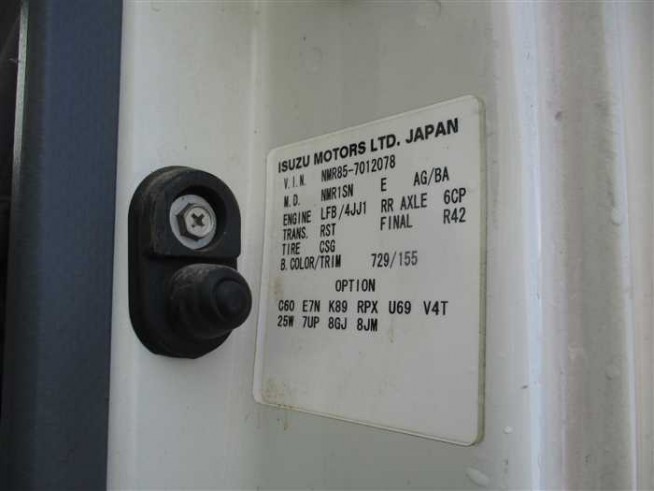 ISUZU MOTORS LTD. JAPAN
V.I.N. NMR85-7012078
M.D. NMR1SN E AG/BA
ENGINE LFB/4JJ1 RR AXLE 6CP
TRANS. RST FINAL R42
TIRE CSG
B.COLOR/TRIM 729/155
OPTION
C60 E7N K89 RPX U69 V4T
25W 7UP 8GJ 8JM